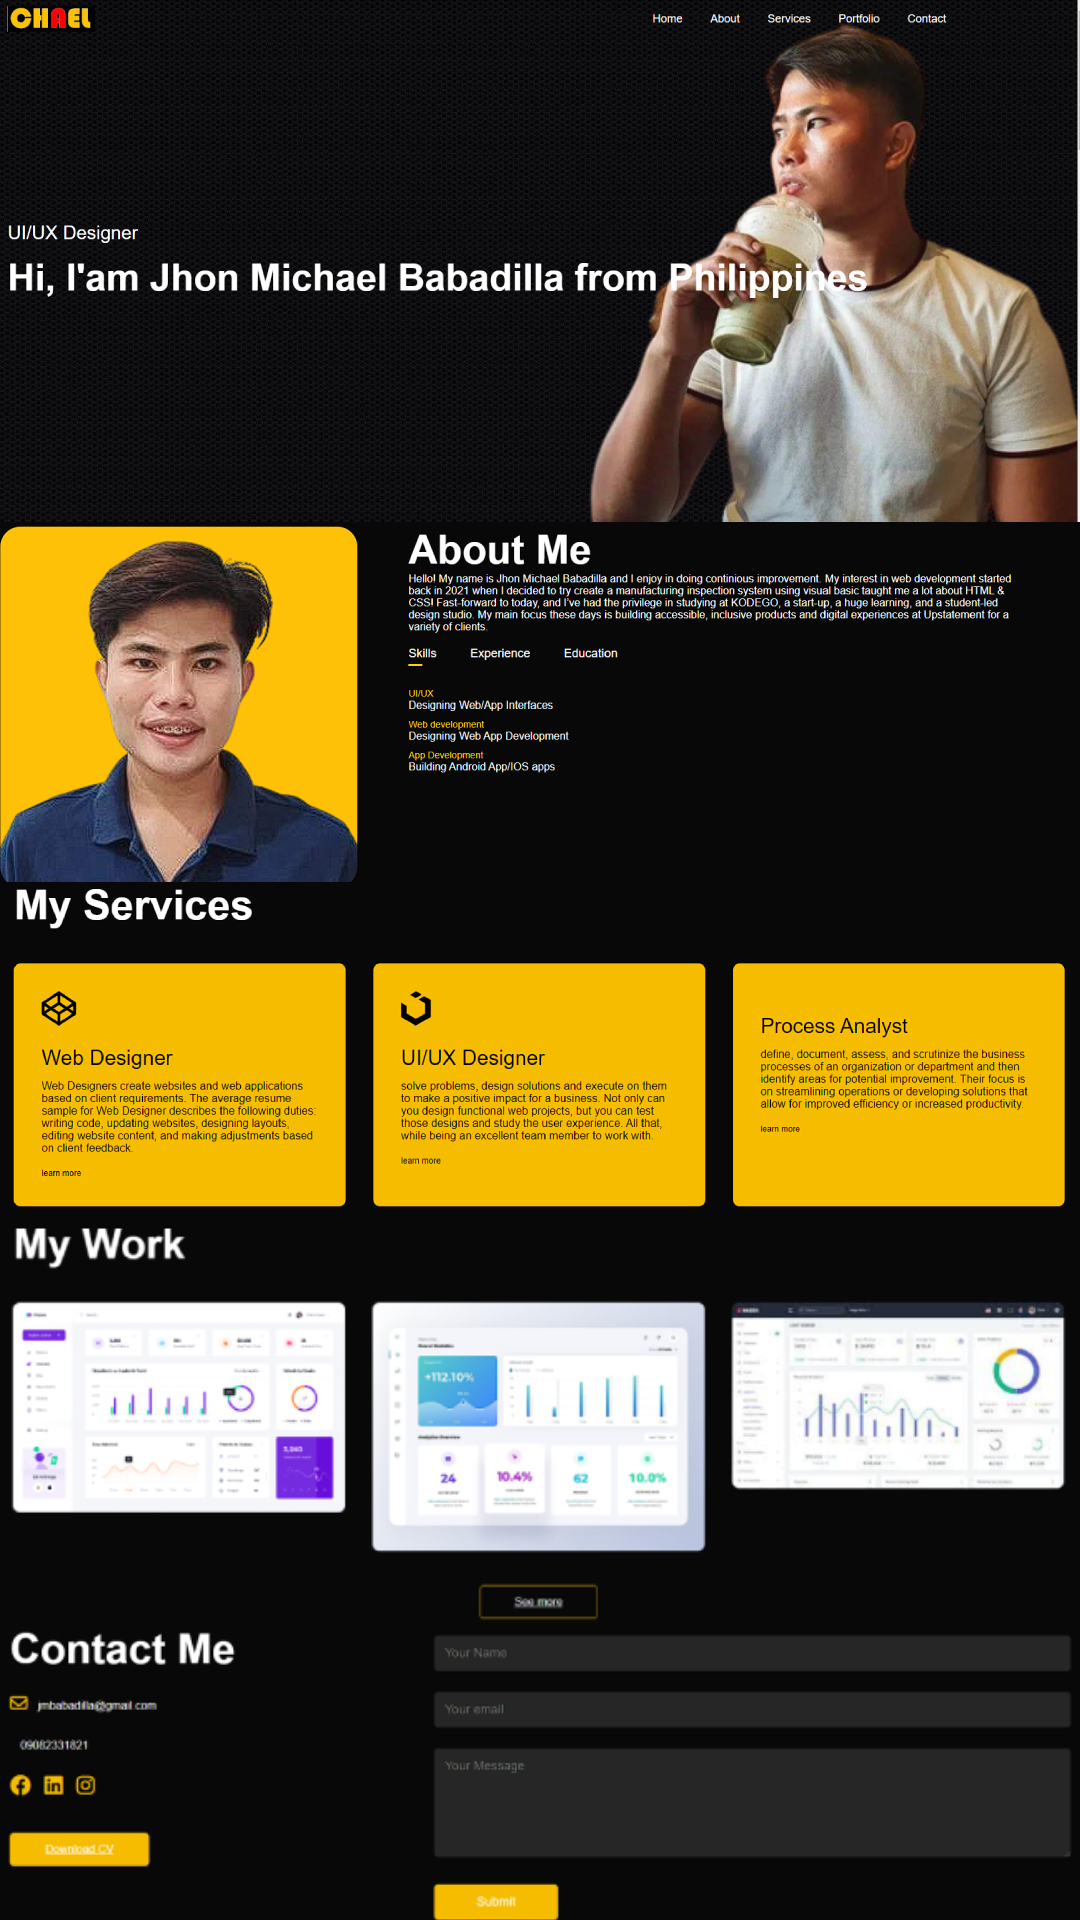 CHAEL
Home About Services Portfolio Contact
UI/UX Designer
Hi, I'am Jhon Michael Babadilla from Philippines
About Me
Hello! My name is Jhon Michael Babadilla and I enjoy in doing continious improvement. My interest in web development started
back in 2021 when I decided to try create a manufacturing inspection system using visual basic taught me a lot about HTML &
CSS! Fast-forward to today, and I've had the privilege in studying at KODEGO, a start-up, a huge learning, and a student-led
design studio. My main focus these days is building accessible, inclusive products and digital experiences at Upstatement for a
variety of clients.
Skills Experience Education
UI/UX
Designing Web/App Interfaces
Web development
Designing Web App Development
App Development
Building Android App/IOS apps
My Services
Web Designer
Web Designers create websites and web applications
based on client requirements. The average resume
sample for Web Designer describes the following duties:
writing code, updating websites, designing layouts,
editing website content, and making adjustments based
on client feedback.
learn more
UI/UX Designer
solve problems, design solutions and execute on them
to make a positive impact for a business. Not only can
you design functional web projects, but you can test
those designs and study the user experience. All that,
while being an excellent team member to work with.
learn more
Process Analyst
define, document, assess, and scrutinize the business
processes of an organization or department and then
identify areas for potential improvement. Their focus is
on streamlining operations or developing solutions that
allow for improved efficiency or increased productivity.
learn more
My Work
+112.10%
24
10.4%
62
10.0%
See more
Contact Me
jmbabadilla@gmail.com
09082331821
Download CV
Your Name
Your email
Your Message
Submit